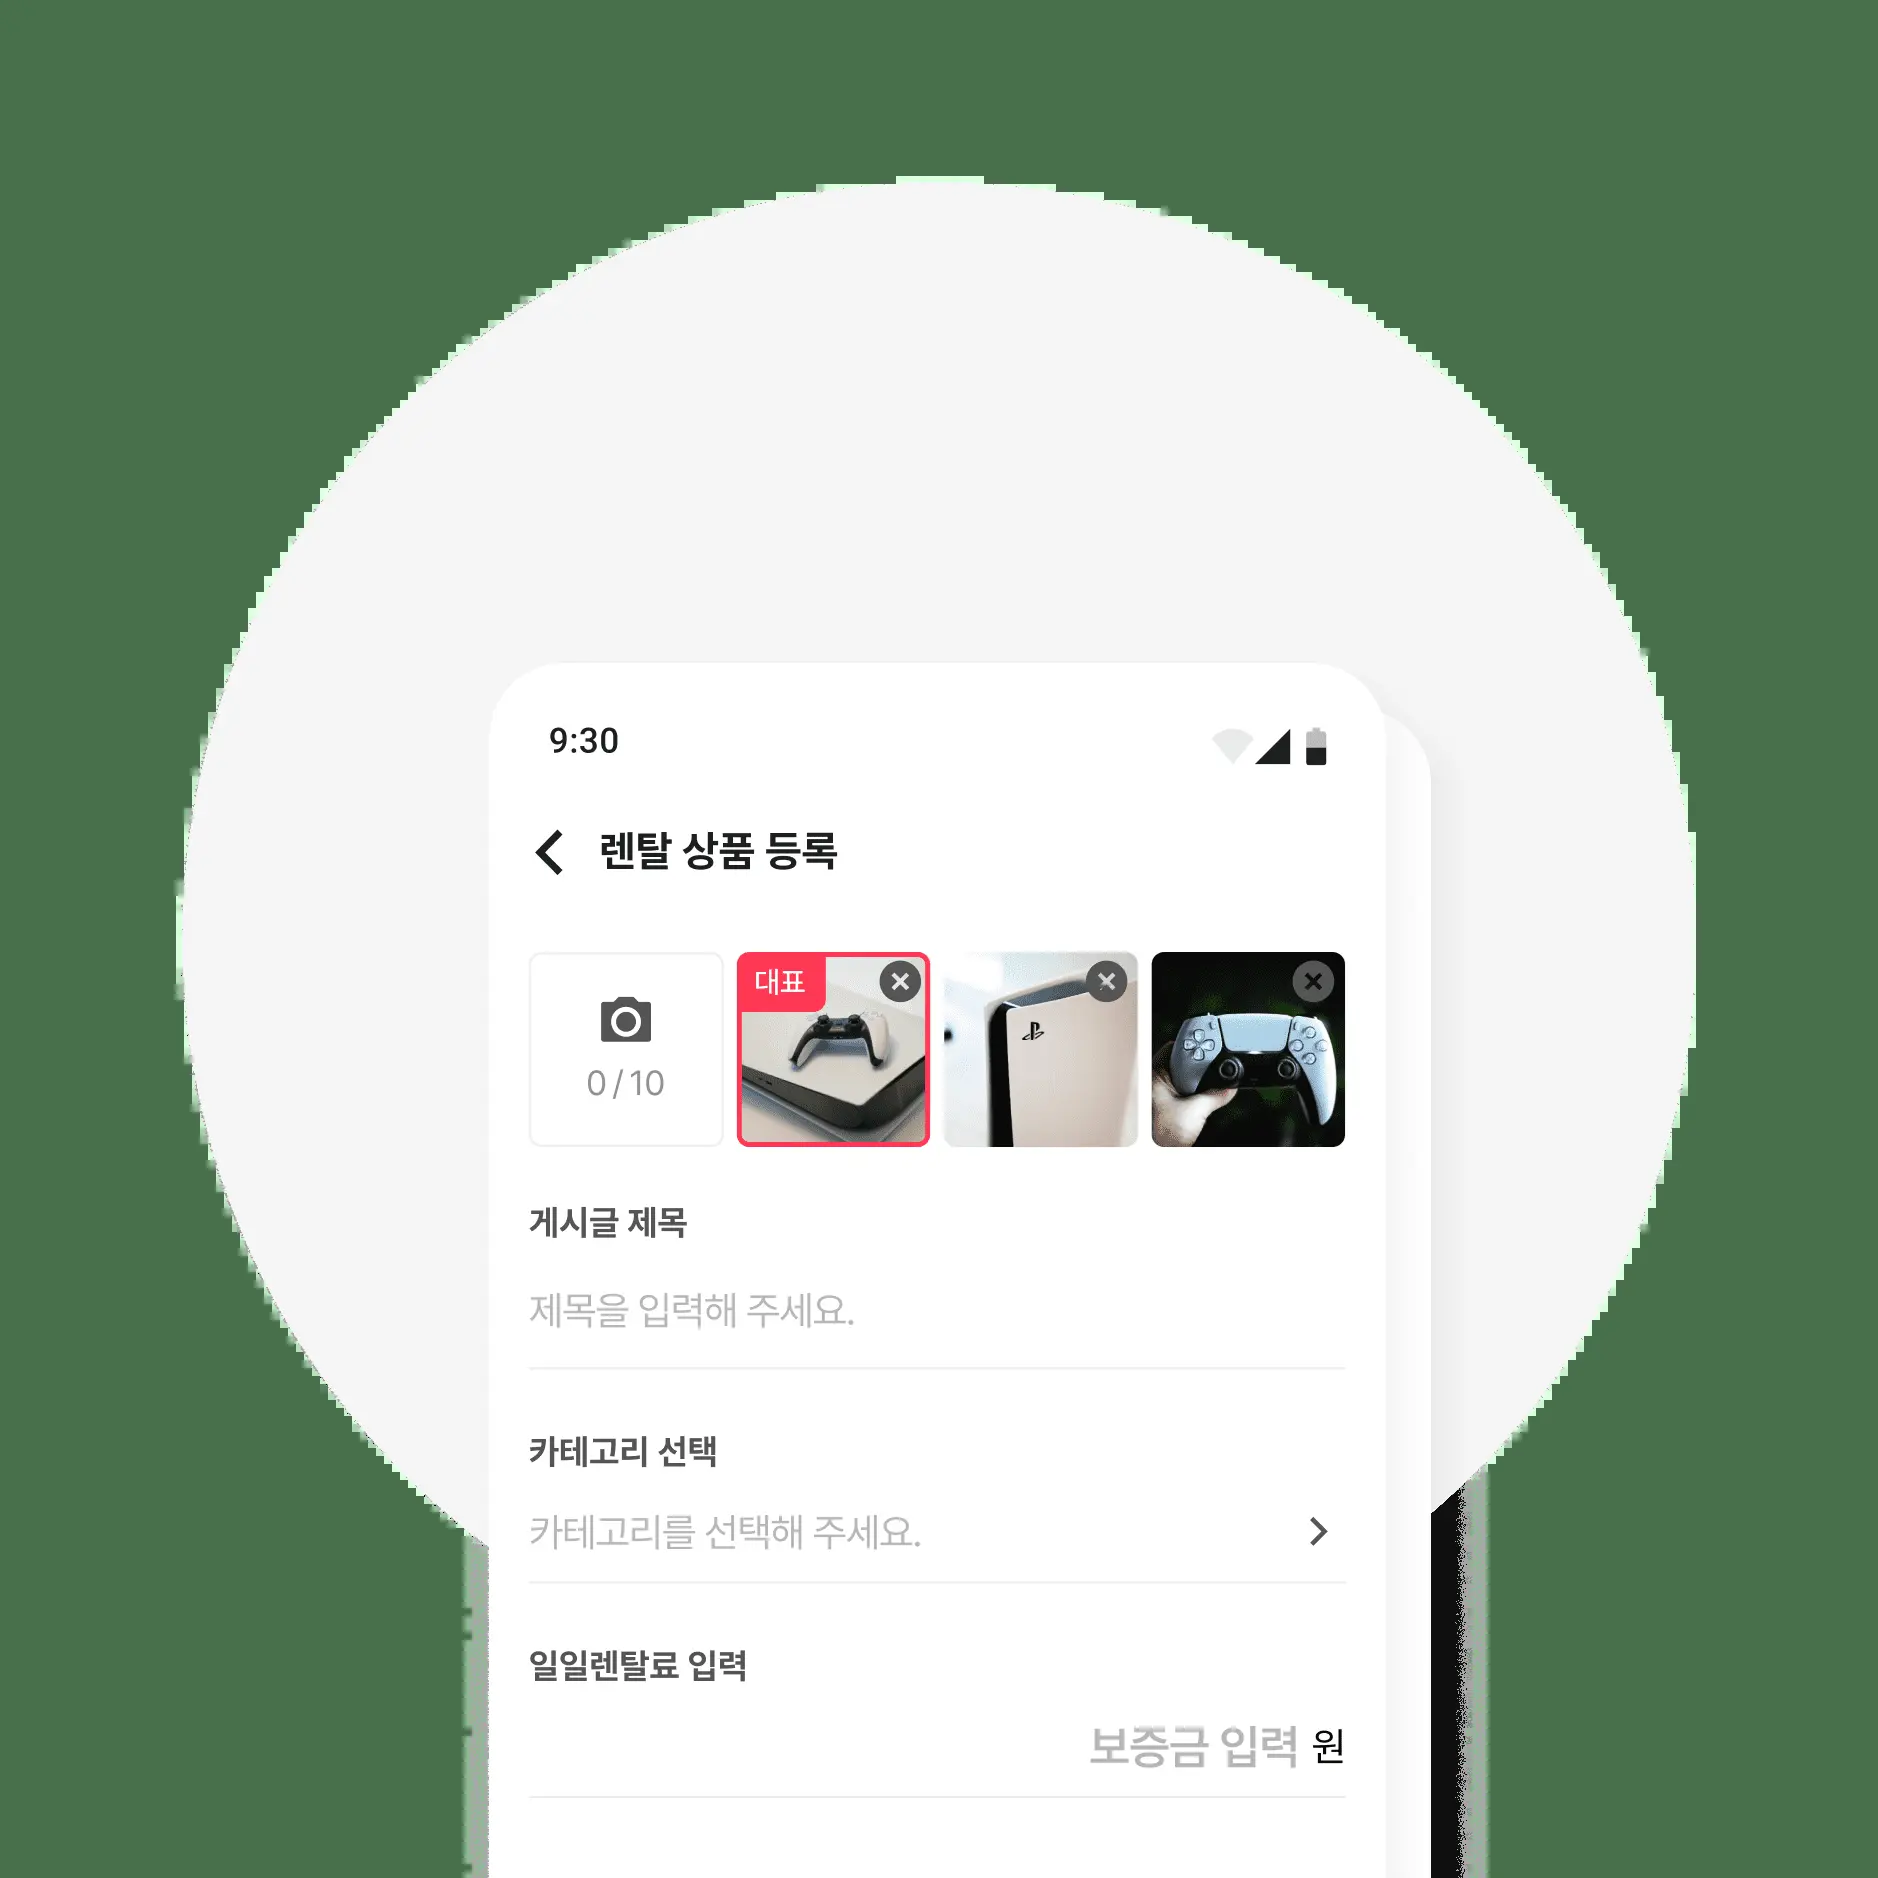 9:30
렌탈 상품 등록
대표
0/10
게시글 제목
제목을 입력해 주세요.
카테고리 선택
카테고리를 선택해 주세요.
일일렌탈료 입력
보증금 입력 원